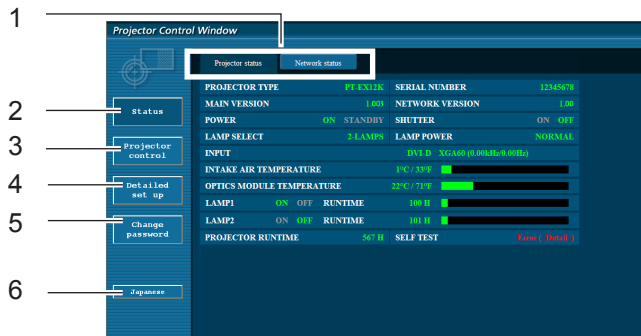 1
Projector Control Window
Projector status Network status
PROJECTOR TYPE PT-EX12K SERIAL NUMBER 12345678
2 Status MAIN VERSION 1.003 NETWORK VERSION 1.00
POWER ON STANDBY SHUTTER ON OFF
LAMP SELECT 2-LAMPS LAMP POWER NORMAL
3 Projector control
INPUT DVI-D XGA60 (0.00kHz/0.00Hz)
INTAKE AIR TEMPERATURE 1°C / 33°F
4 Detailed set up
OPTICS MODULE TEMPERATURE 22°C / 71°F
LAMP1 ON OFF RUNTIME 100 H
5 Change password
LAMP2 ON OFF RUNTIME 101 H
PROJECTOR RUNTIME 567 H SELF TEST Error ( Detail )
6 Japanese